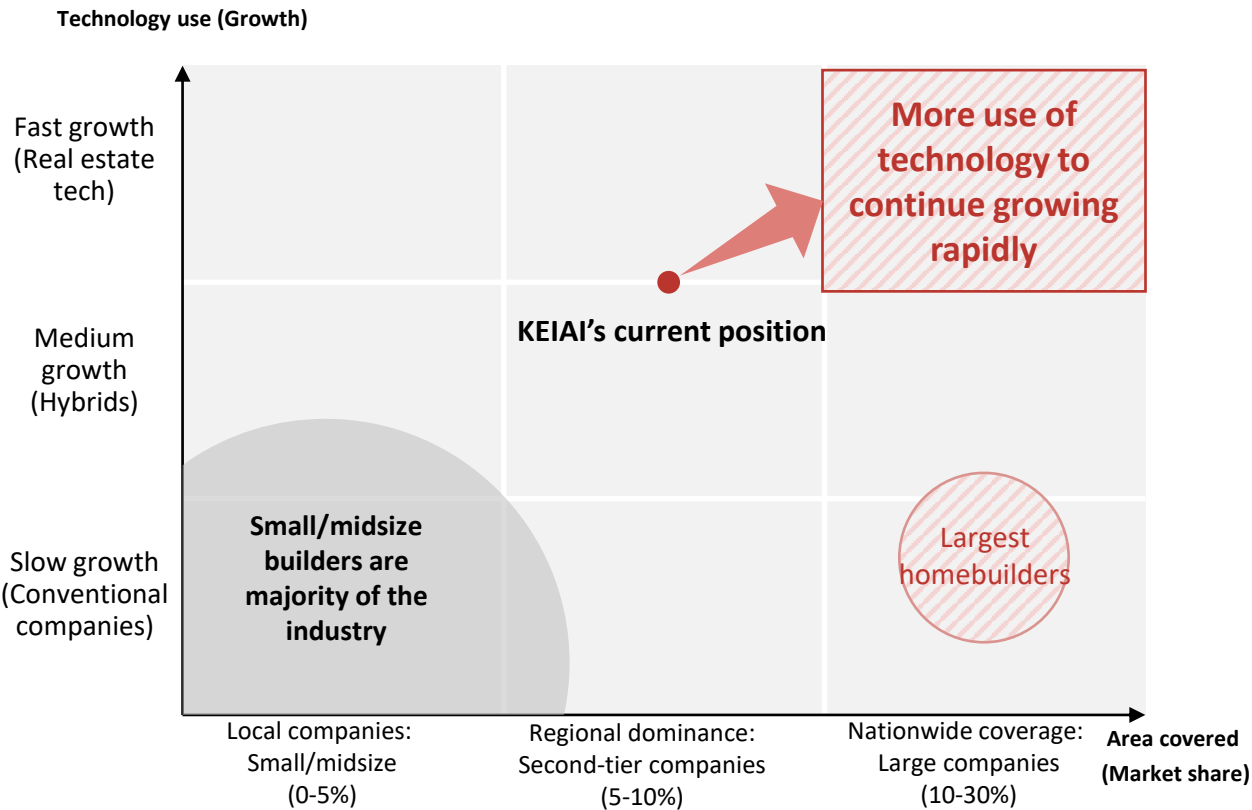 Technology use (Growth)
Fast growth
(Real estate
tech)
More use of
technology to
continue growing
rapidly
KEIAI’s current position
Medium
growth
(Hybrids)
Small/midsize
builders are
majority of the
industry
Largest
homebuilders
Slow growth
(Conventional
companies)
Local companies:
Small/midsize
(0-5%)
Regional dominance:
Second-tier companies
(5-10%)
Nationwide coverage:
Large companies
(10-30%)
Area covered
(Market share)